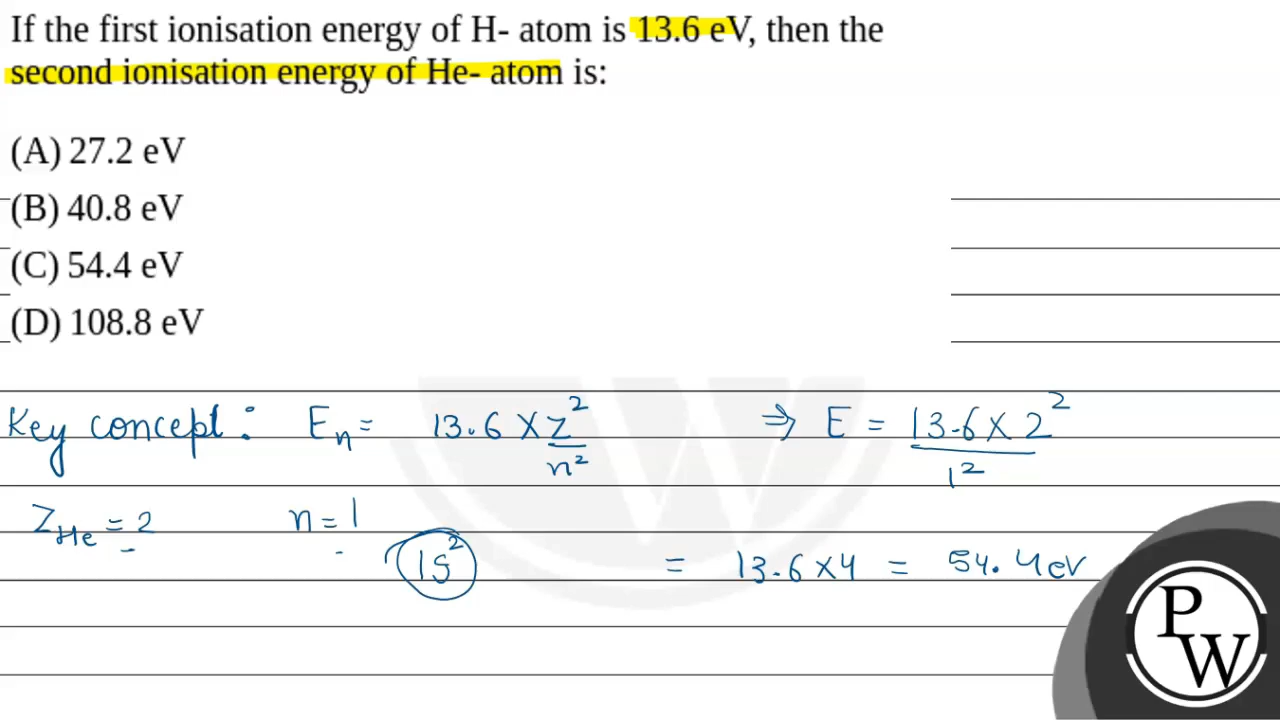 If the first ionisation energy of H- atom is 13.6 eV, then the
second ionisation energy of He- atom is:
(A) 27.2 eV
(B) 40.8 eV
(C) 54.4 eV
(D) 108.8 eV
Key concept: Eₙ = 13.6 × Z²/n² ⇒ E = 13.6 × 2²/1²
Z_He = 2 n = 1 1S² = 13.6 × 4 = 54.4 eV
P
W